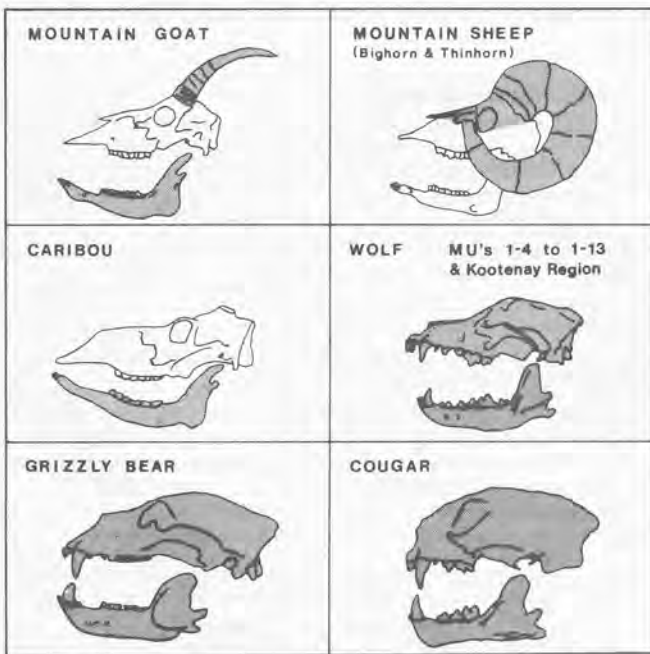 MOUNTAIN GOAT
MOUNTAIN SHEEP
(Bighorn & Thinhorn)
CARIBOU
WOLF MU's 1-4 to 1-13
& Kootenay Region
GRIZZLY BEAR
COUGAR